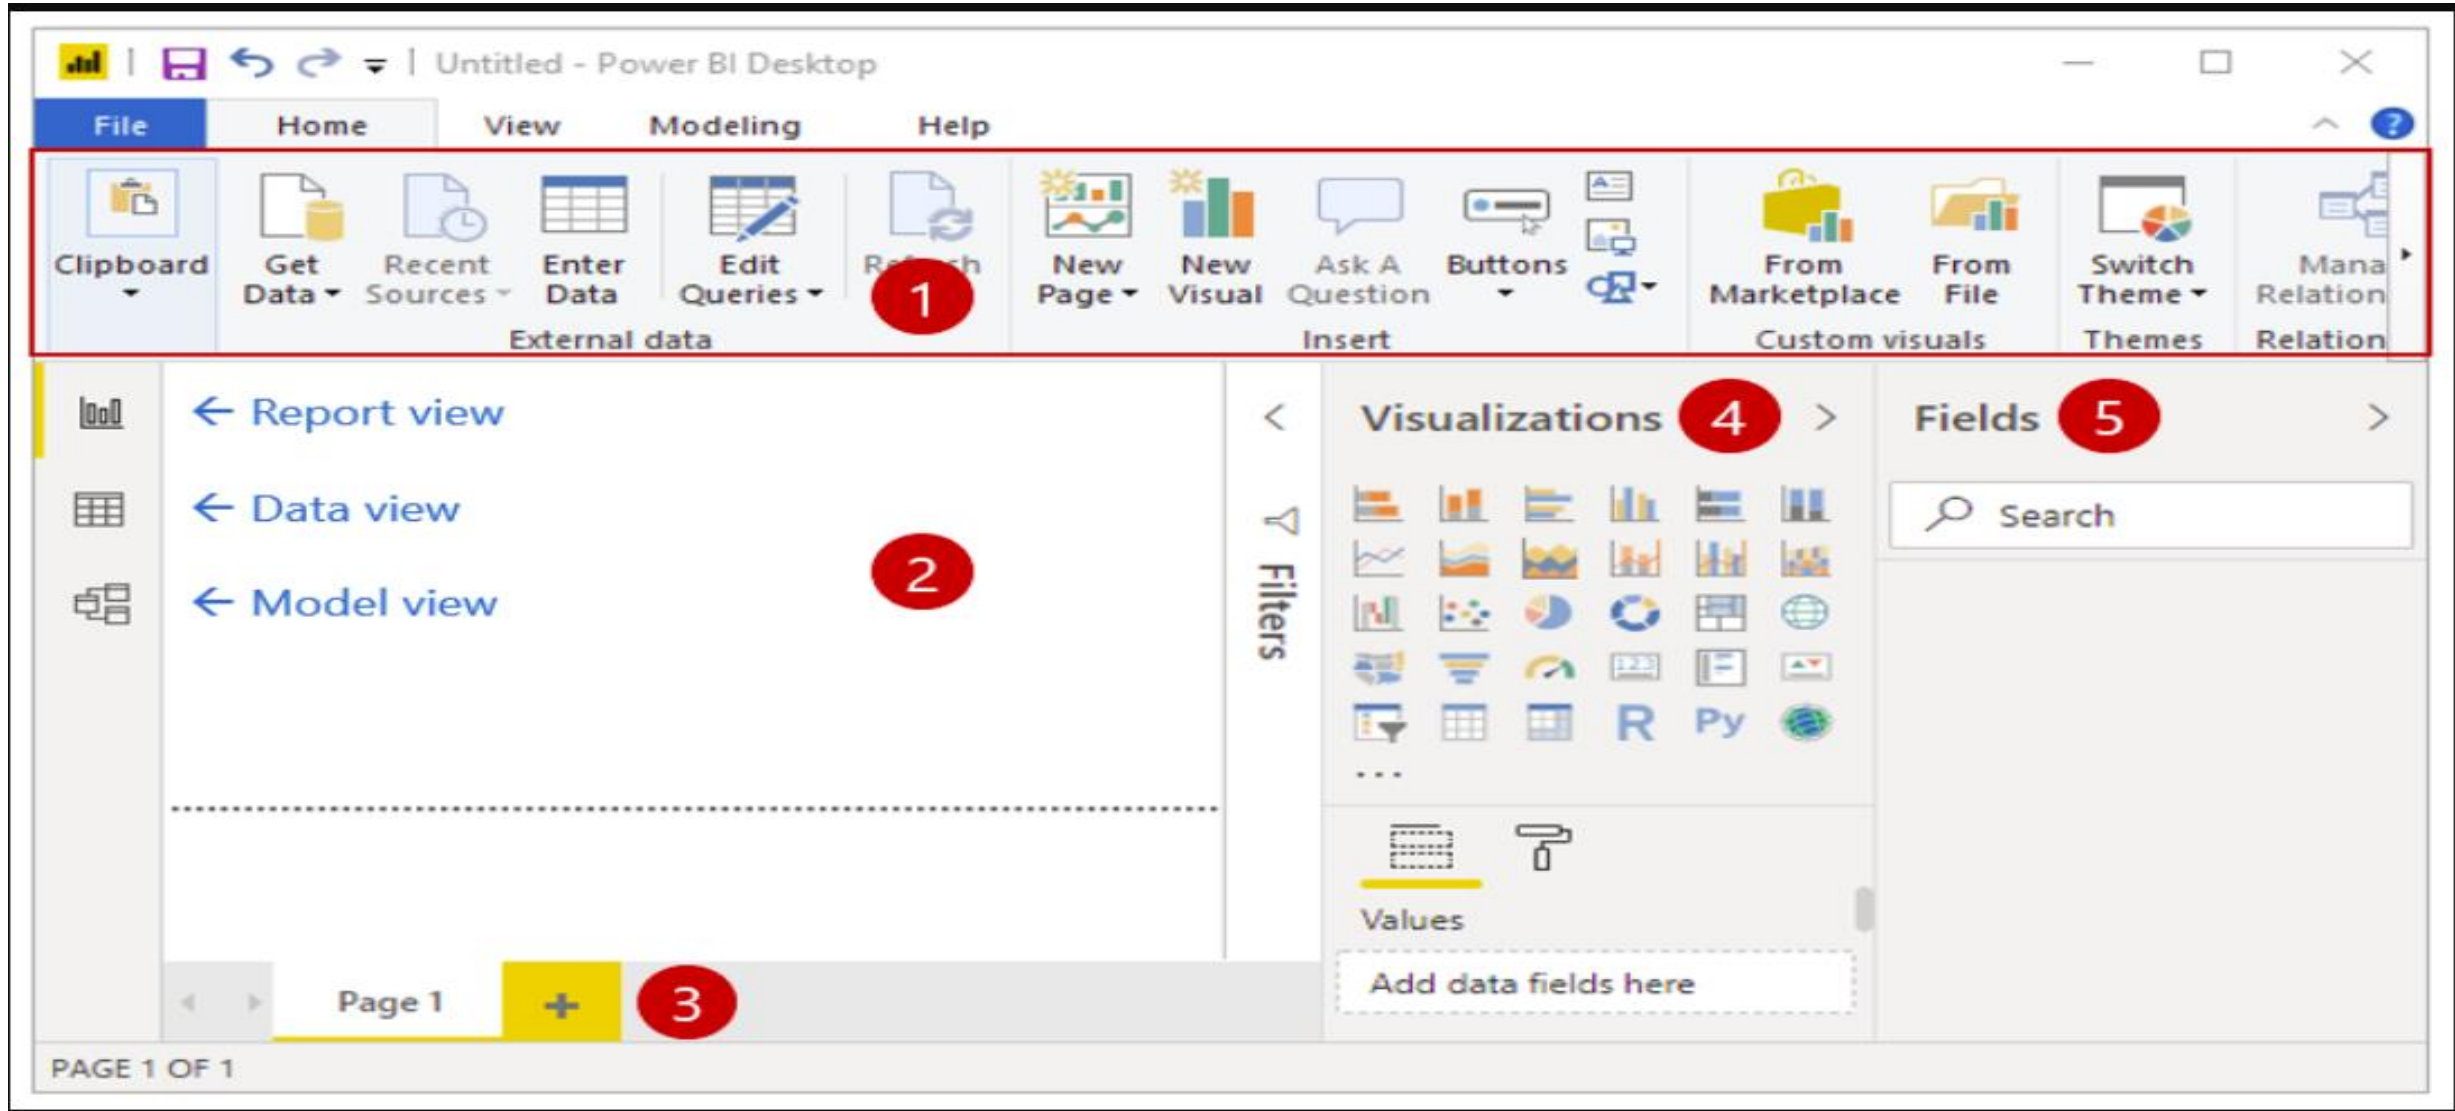 Untitled - Power BI Desktop
File Home View Modeling Help
Clipboard
Get Data
Recent Sources
Enter Data
Edit Queries
Refresh
1
External data
New Page
New Visual
Ask A Question
Buttons
Insert
From Marketplace
From File
Custom visuals
Switch Theme
Themes
Mana
Relation
Relation
← Report view
← Data view
← Model view
2
Filters
Visualizations 4
123
R Py
...
Values
Add data fields here
Fields 5
Search
Page 1 + 3
PAGE 1 OF 1